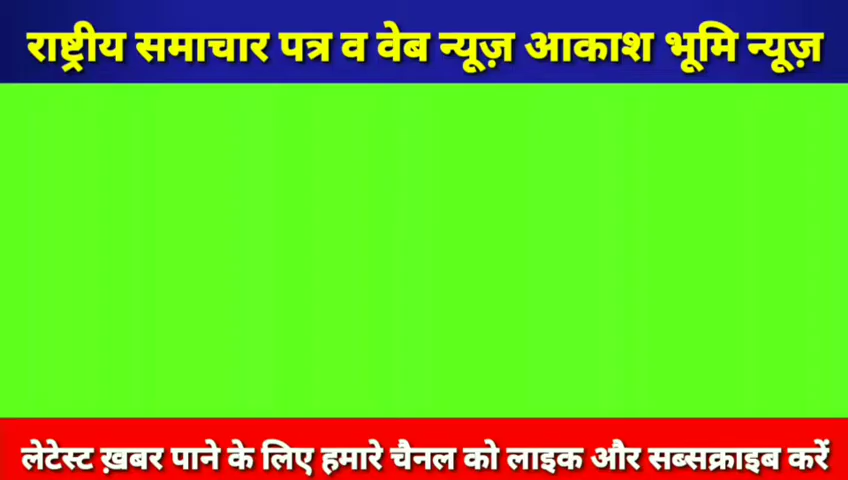 राष्ट्रीय समाचार पत्र व वेब न्यूज़ आकाश भूमि न्यूज़
लेटेस्ट ख़बर पाने के लिए हमारे चैनल को लाइक और सब्सक्राइब करें